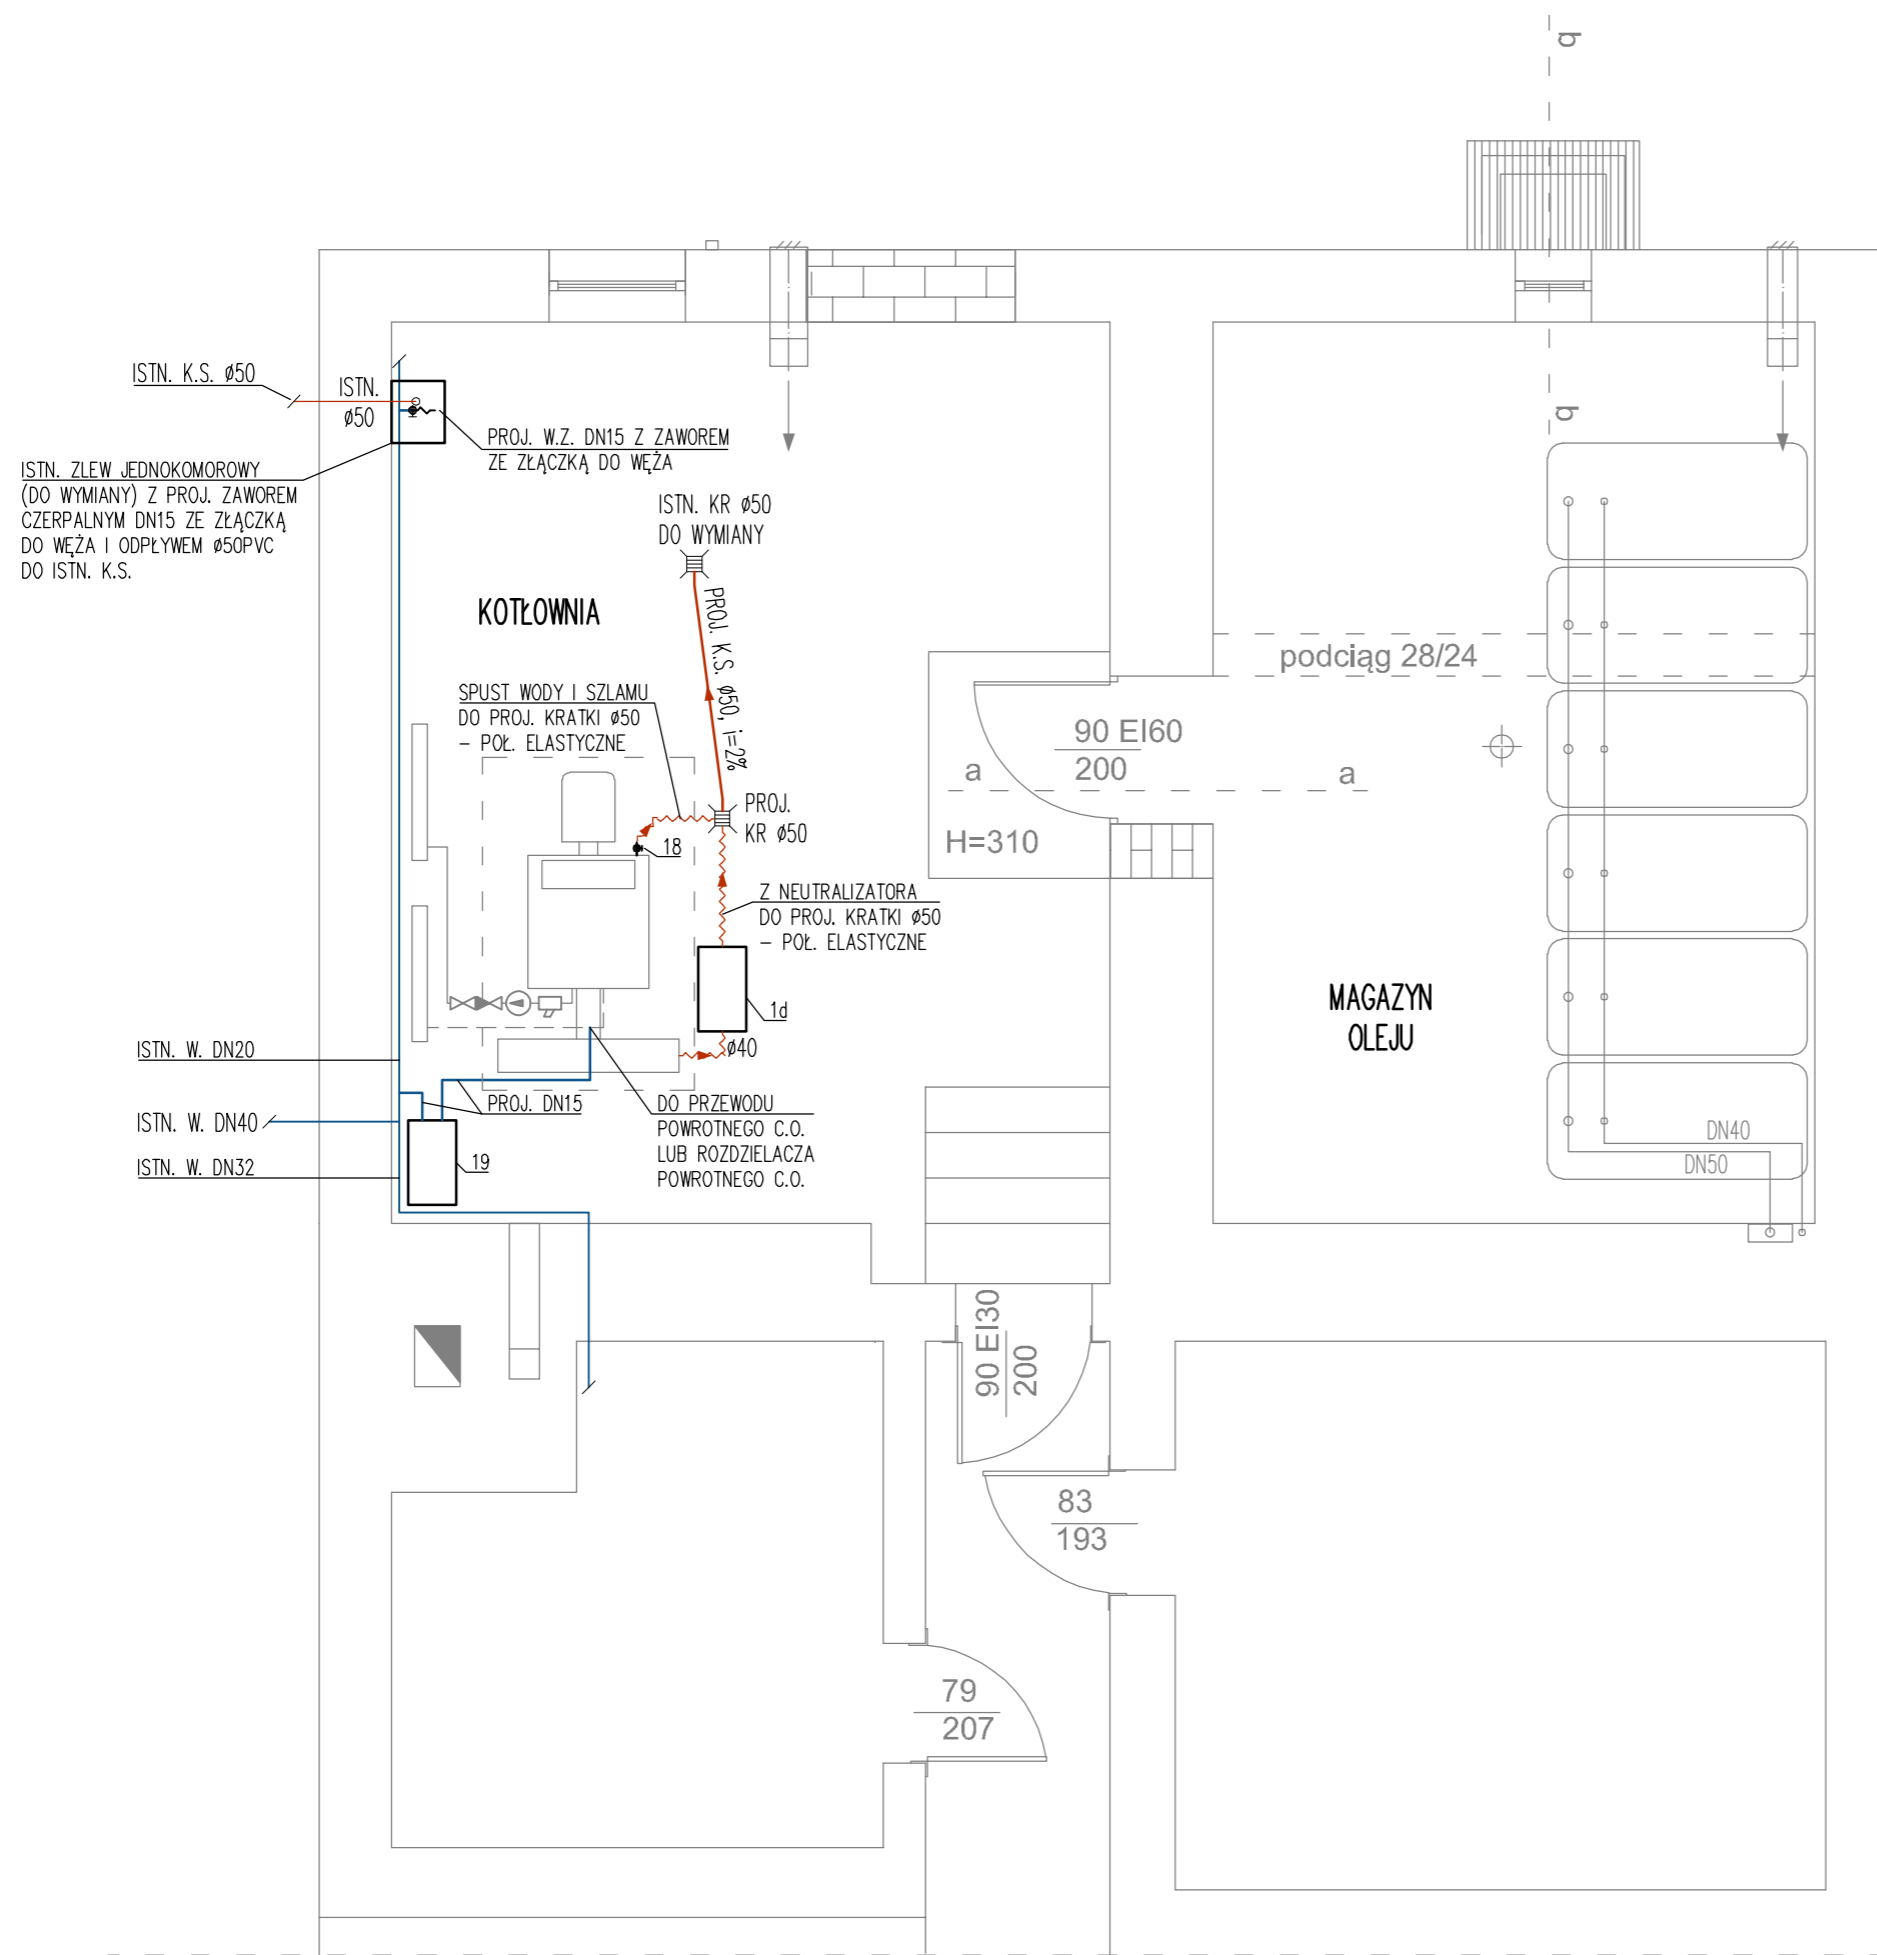 b
ISTN. K.S. ø50
ISTN.
ø50
PROJ. W.Z. DN15 Z ZAWOREM
ZE ZŁĄCZKĄ DO WĘŻA
b
ISTN. ZLEW JEDNOKOMOROWY
(DO WYMIANY) Z PROJ. ZAWOREM
CZERPALNYM DN15 ZE ZŁĄCZKĄ
DO WĘŻA I ODPŁYWEM ø50PVC
DO ISTN. K.S.
ISTN. KR ø50
DO WYMIANY
KOTŁOWNIA
PROJ. K.S. ø50, i=2%
podciąg 28/24
SPUST WODY I SZLAMU
DO PROJ. KRATKI ø50
- POŁ. ELASTYCZNE
90 EI60
200
a
a
PROJ.
KR ø50
18
H=310
Z NEUTRALIZATORA
DO PROJ. KRATKI ø50
- POŁ. ELASTYCZNE
1d
MAGAZYN
OLEJU
ø40
ISTN. W. DN20
PROJ. DN15
DO PRZEWODU
POWROTNEGO C.O.
LUB ROZDZIELACZA
POWROTNEGO C.O.
ISTN. W. DN40
ISTN. W. DN32
19
DN40
DN50
90 EI30
200
83
193
79
207